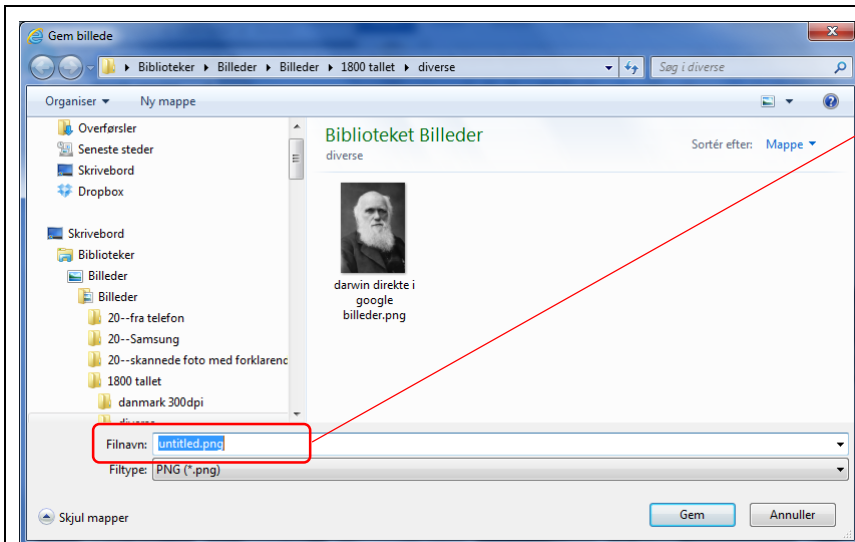 Gem billede
Biblioteker ▸ Billeder ▸ Billeder ▸ 1800 tallet ▸ diverse
Søg i diverse
Organiser
Ny mappe
Overførsler
Seneste steder
Skrivebord
Dropbox
Skrivebord
Biblioteker
Billeder
Billeder
20--fra telefon
20--Samsung
20--skannede foto med forklarenc
1800 tallet
danmark 300dpi
diverse
Biblioteket Billeder
diverse
Sortér efter: Mappe
darwin direkte i
google
billeder.png
Filnavn: untitled.png
Filtype: PNG (*.png)
Skjul mapper
Gem
Annuller